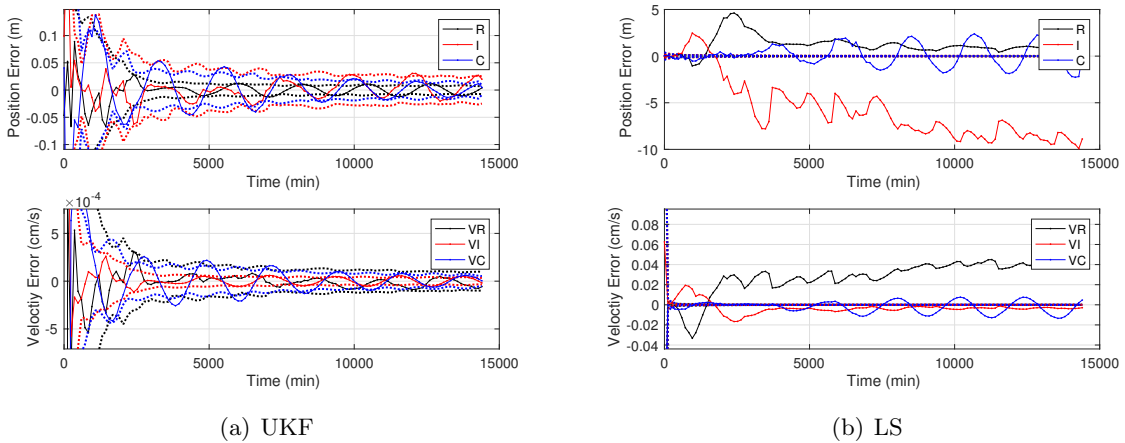 0.1
0.05
0
-0.05
-0.1
Position Error (m)
R
I
C
0
5000
10000
15000
Time (min)
×10⁻⁴
5
0
-5
Veloctiy Error (cm/s)
VR
VI
VC
0
5000
10000
15000
Time (min)
(a) UKF
5
0
-5
-10
Position Error (m)
R
I
C
0
5000
10000
15000
Time (min)
0.08
0.06
0.04
0.02
0
-0.02
-0.04
Veloctiy Error (cm/s)
VR
VI
VC
0
5000
10000
15000
Time (min)
(b) LS